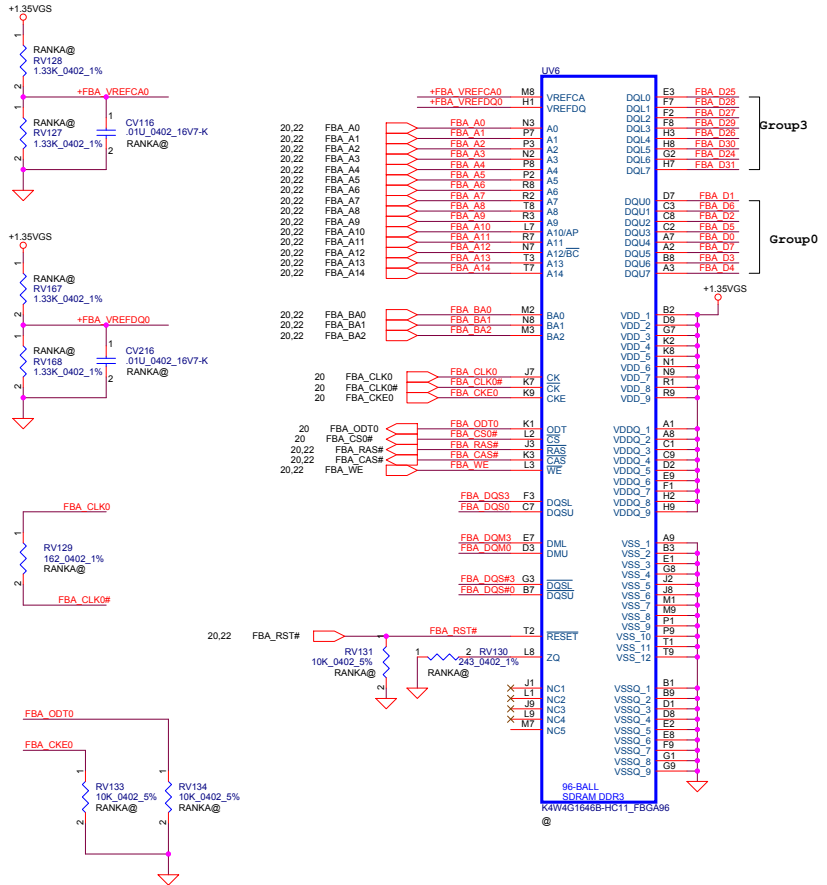 +1.35VGS
1
RANKA@
RV128
1.33K_0402_1%
2
+FBA_VREFCA0
1
RANKA@
RV127
1.33K_0402_1%
2
1
CV116
.01U_0402_16V7-K
RANKA@
2
+1.35VGS
1
RANKA@
RV167
1.33K_0402_1%
2
+FBA_VREFDQ0
1
RANKA@
RV168
1.33K_0402_1%
2
1
CV216
.01U_0402_16V7-K
RANKA@
2
FBA_CLK0
1
RV129
162_0402_1%
RANKA@
2
FBA_CLK0#
FBA_ODT0
FBA_CKE0
1
RV133
10K_0402_5%
RANKA@
2
1
RV134
10K_0402_5%
RANKA@
2
UV6
+FBA_VREFCA0 M8 VREFCA
+FBA_VREFDQ0 H1 VREFDQ
20,22 FBA_A0 FBA_A0 N3 A0
20,22 FBA_A1 FBA_A1 P7 A1
20,22 FBA_A2 FBA_A2 P3 A2
20,22 FBA_A3 FBA_A3 N2 A3
20,22 FBA_A4 FBA_A4 P8 A4
20,22 FBA_A5 FBA_A5 P2 A5
20,22 FBA_A6 FBA_A6 R8 A6
20,22 FBA_A7 FBA_A7 R2 A7
20,22 FBA_A8 FBA_A8 T8 A8
20,22 FBA_A9 FBA_A9 R3 A9
20,22 FBA_A10 FBA_A10 L7 A10/AP
20,22 FBA_A11 FBA_A11 R7 A11
20,22 FBA_A12 FBA_A12 N7 A12/BC
20,22 FBA_A13 FBA_A13 T3 A13
20,22 FBA_A14 FBA_A14 T7 A14
20,22 FBA_BA0 FBA_BA0 M2 BA0
20,22 FBA_BA1 FBA_BA1 N8 BA1
20,22 FBA_BA2 FBA_BA2 M3 BA2
20 FBA_CLK0 FBA_CLK0 J7 CK
20 FBA_CLK0# FBA_CLK0# K7 CK
20 FBA_CKE0 FBA_CKE0 K9 CKE
20 FBA_ODT0 FBA_ODT0 K1 ODT
20 FBA_CS0# FBA_CS0# L2 CS
20,22 FBA_RAS# FBA_RAS# J3 RAS
20,22 FBA_CAS# FBA_CAS# K3 CAS
20,22 FBA_WE FBA_WE L3 WE
FBA_DQS3 F3 DQSL
FBA_DQS0 C7 DQSU
FBA_DQM3 E7 DML
FBA_DQM0 D3 DMU
FBA_DQS#3 G3 DQSL
FBA_DQS#0 B7 DQSU
20,22 FBA_RST# 1 FBA_RST# T2 RESET
RV131
10K_0402_5%
RANKA@
2
1 2 RV130 L8 ZQ
243_0402_1%
RANKA@
J1 NC1
L1 NC2
J9 NC3
L9 NC4
M7 NC5
DQL0 E3 FBA_D25
DQL1 F7 FBA_D28
DQL2 F2 FBA_D27
DQL3 F8 FBA_D29
DQL4 H3 FBA_D26
DQL5 H8 FBA_D30
DQL6 G2 FBA_D24
DQL7 H7 FBA_D31
Group3
DQU0 D7 FBA_D1
DQU1 C3 FBA_D6
DQU2 C8 FBA_D2
DQU3 C2 FBA_D5
DQU4 A7 FBA_D0
DQU5 A2 FBA_D7
DQU6 B8 FBA_D3
DQU7 A3 FBA_D4
Group0
+1.35VGS
VDD_1 B2
VDD_2 D9
VDD_3 G7
VDD_4 K2
VDD_5 K8
VDD_6 N1
VDD_7 N9
VDD_8 R1
VDD_9 R9
VDDQ_1 A1
VDDQ_2 A8
VDDQ_3 C1
VDDQ_4 C9
VDDQ_5 D2
VDDQ_6 E9
VDDQ_7 F1
VDDQ_8 H2
VDDQ_9 H9
VSS_1 A9
VSS_2 B3
VSS_3 E1
VSS_4 G8
VSS_5 J2
VSS_6 J8
VSS_7 M1
VSS_8 M9
VSS_9 P1
VSS_10 P9
VSS_11 T1
VSS_12 T9
VSSQ_1 B1
VSSQ_2 B9
VSSQ_3 D1
VSSQ_4 D8
VSSQ_5 E2
VSSQ_6 E8
VSSQ_7 F9
VSSQ_8 G1
VSSQ_9 G9
96-BALL
SDRAM DDR3
K4W4G1646B-HC11_FBGA96
@